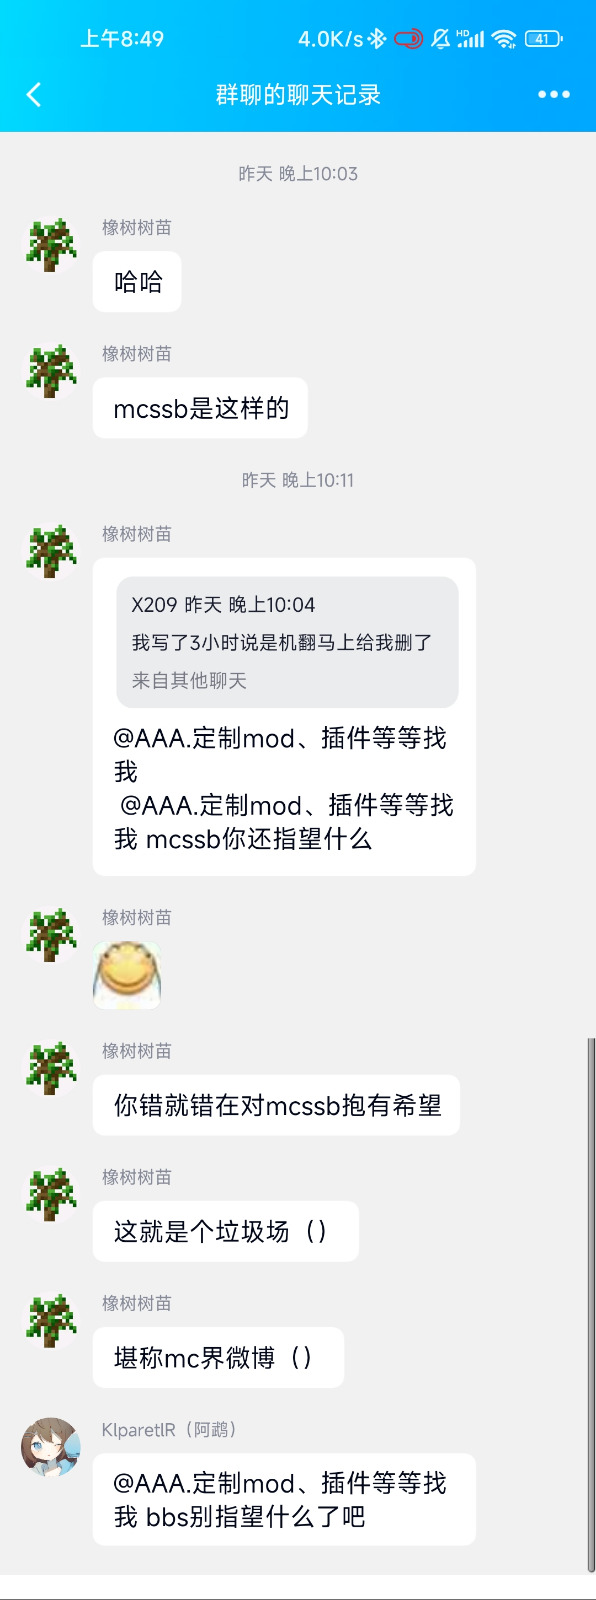 上午8:49
4.0K/s
HD
41
群聊的聊天记录
昨天 晚上10:03
橡树树苗
哈哈
橡树树苗
mcssb是这样的
昨天 晚上10:11
橡树树苗
X209 昨天 晚上10:04
我写了3小时说是机翻马上给我删了
来自其他聊天
@AAA.定制mod、插件等等找
我
@AAA.定制mod、插件等等找
我 mcssb你还指望什么
橡树树苗
橡树树苗
你错就错在对mcssb抱有希望
橡树树苗
这就是个垃圾场（）
橡树树苗
堪称mc界微博（）
KlparetlR（阿鹉）
@AAA.定制mod、插件等等找
我 bbs别指望什么了吧